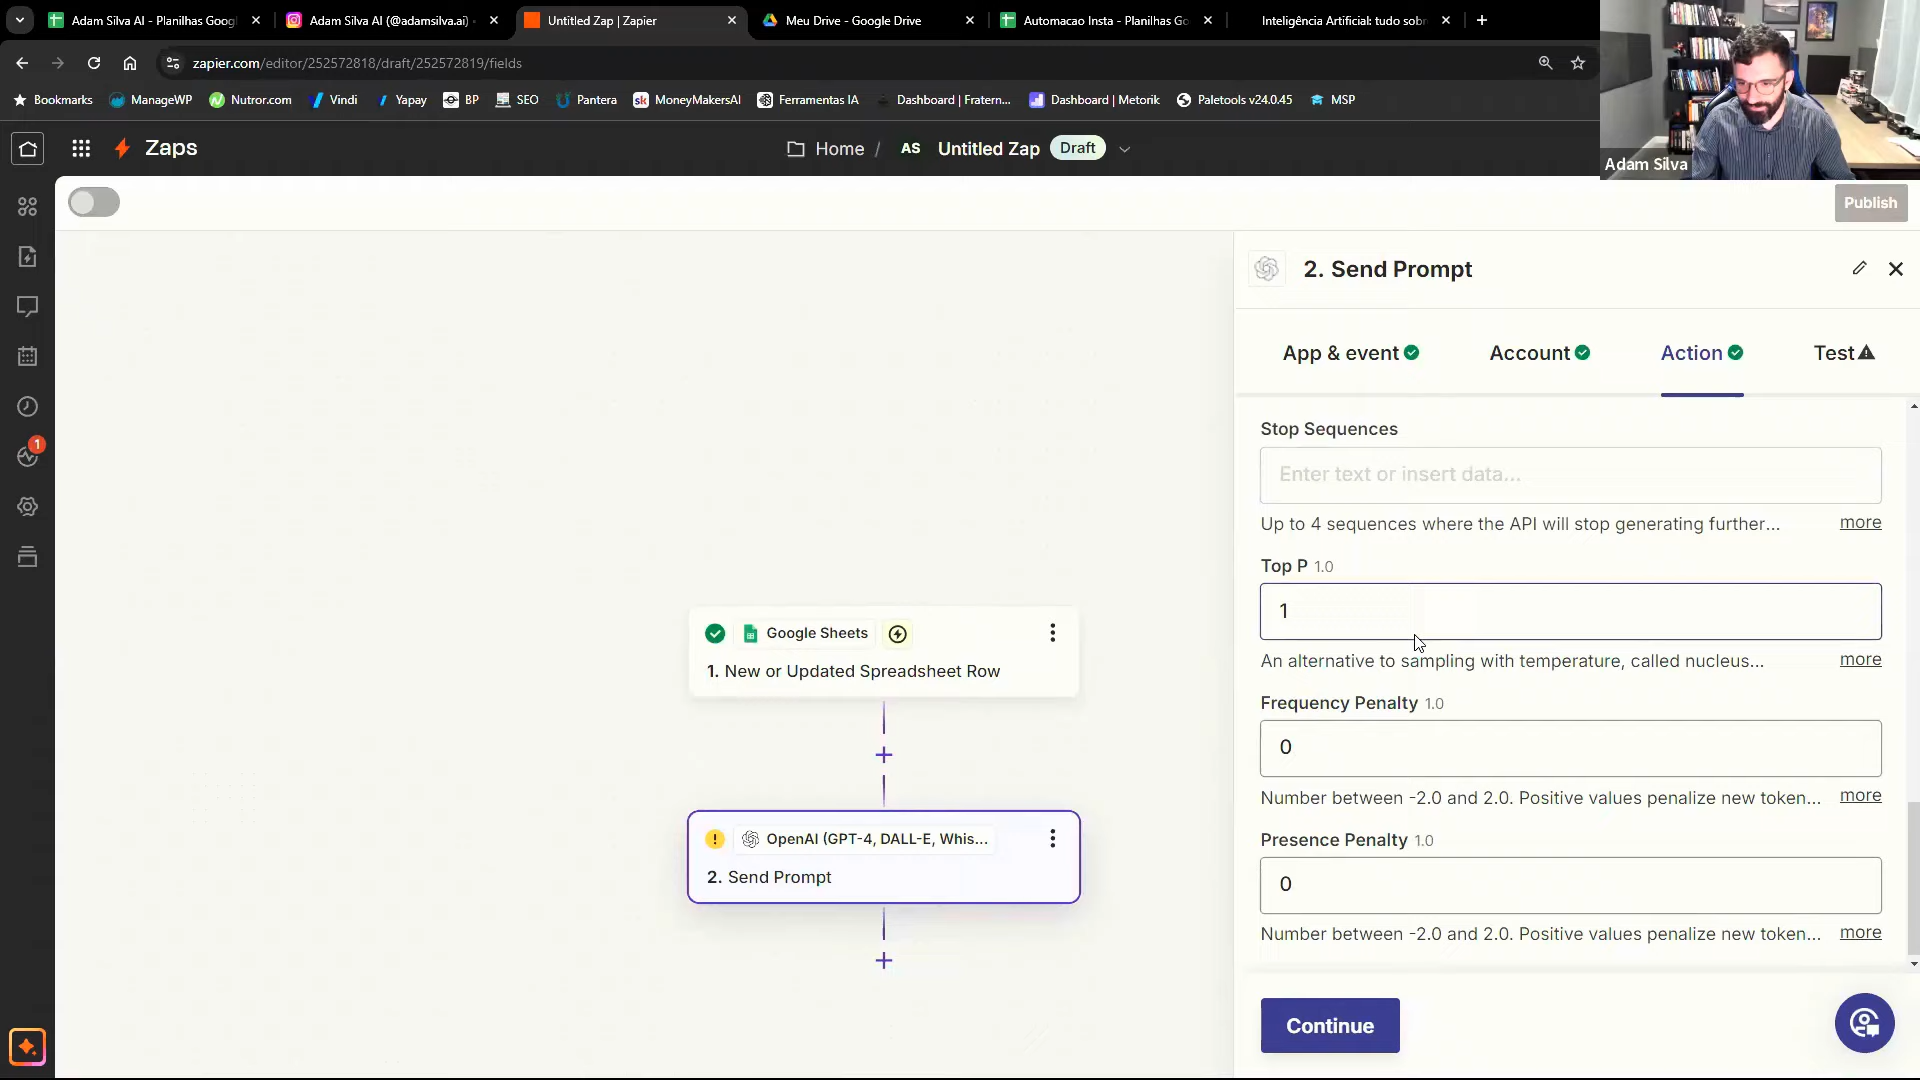 Adam Silva AI - Planilhas Goog
Adam Silva AI (@adamsilva.ai) -
Untitled Zap | Zapier
Meu Drive - Google Drive
Automacao Insta - Planilhas Go
Inteligência Artificial: tudo sobr
zapier.com/editor/252572818/draft/252572819/fields
Bookmarks
ManageWP
Nutror.com
Vindi
Yapay
BP
SEO
Pantera
MoneyMakersAI
Ferramentas IA
Dashboard | Fratern...
Dashboard | Metorik
Paletools v24.0.45
MSP
Adam Silva
Zaps
Home / AS Untitled Zap Draft
Publish
2. Send Prompt
App & event
Account
Action
Test
Stop Sequences
Enter text or insert data...
Up to 4 sequences where the API will stop generating further... more
Top P 1.0
1
An alternative to sampling with temperature, called nucleus... more
Frequency Penalty 1.0
0
Number between -2.0 and 2.0. Positive values penalize new token... more
Presence Penalty 1.0
0
Number between -2.0 and 2.0. Positive values penalize new token... more
Continue
Google Sheets
1. New or Updated Spreadsheet Row
OpenAI (GPT-4, DALL-E, Whis...
2. Send Prompt
1